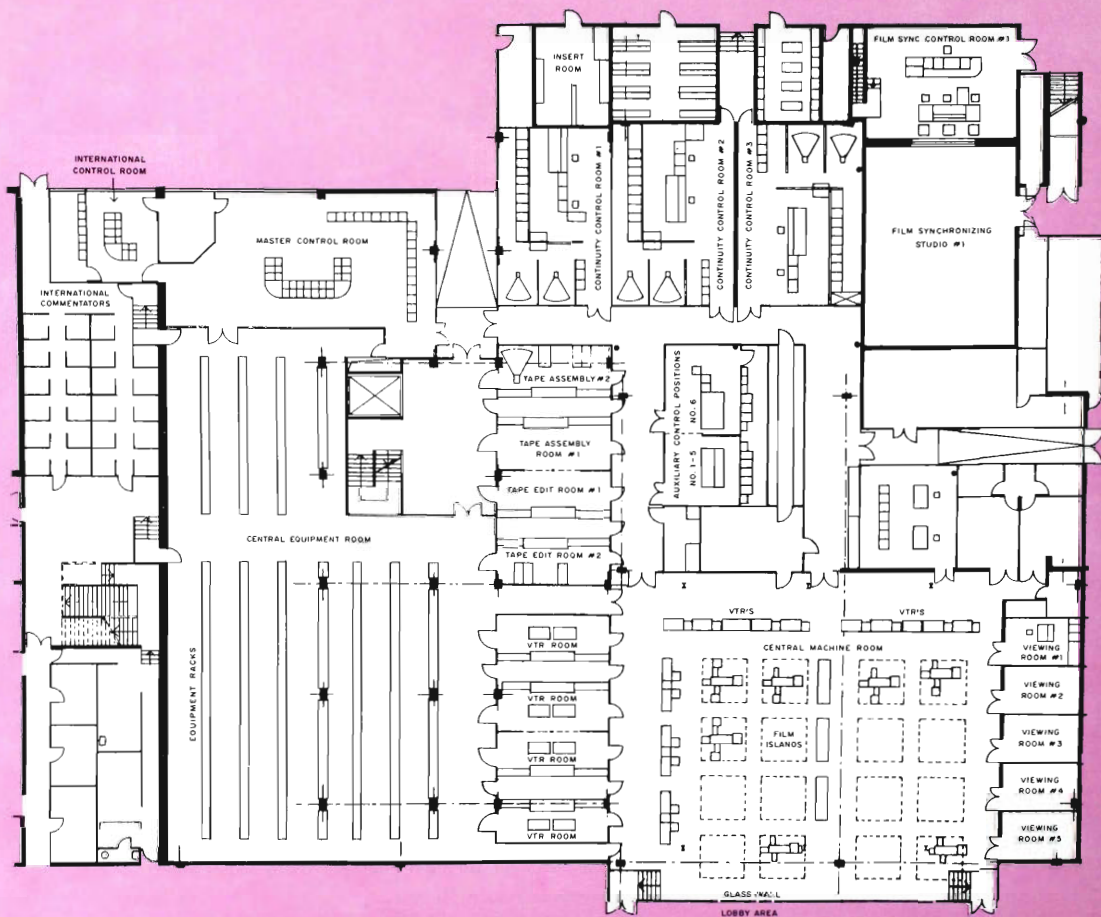 INSERT
ROOM
FILM SYNC CONTROL ROOM #1
INTERNATIONAL
CONTROL ROOM
CONTINUITY CONTROL ROOM #1
CONTINUITY CONTROL ROOM #2
CONTINUITY CONTROL ROOM #3
FILM SYNCHRONIZING
STUDIO #1
MASTER CONTROL ROOM
INTERNATIONAL
COMMENTATORS
TAPE ASSEMBLY #2
TAPE ASSEMBLY
ROOM #1
TAPE EDIT ROOM #1
TAPE EDIT ROOM #2
AUXILIARY CONTROL POSITIONS
NO. 6
NO. 1-5
CENTRAL EQUIPMENT ROOM
EQUIPMENT RACKS
VTR ROOM
VTR ROOM
VTR ROOM
VTR ROOM
VTR'S
VTR'S
CENTRAL MACHINE ROOM
FILM
ISLANDS
VIEWING
ROOM #1
VIEWING
ROOM #2
VIEWING
ROOM #3
VIEWING
ROOM #4
VIEWING
ROOM #5
GLASS WALL
LOBBY AREA